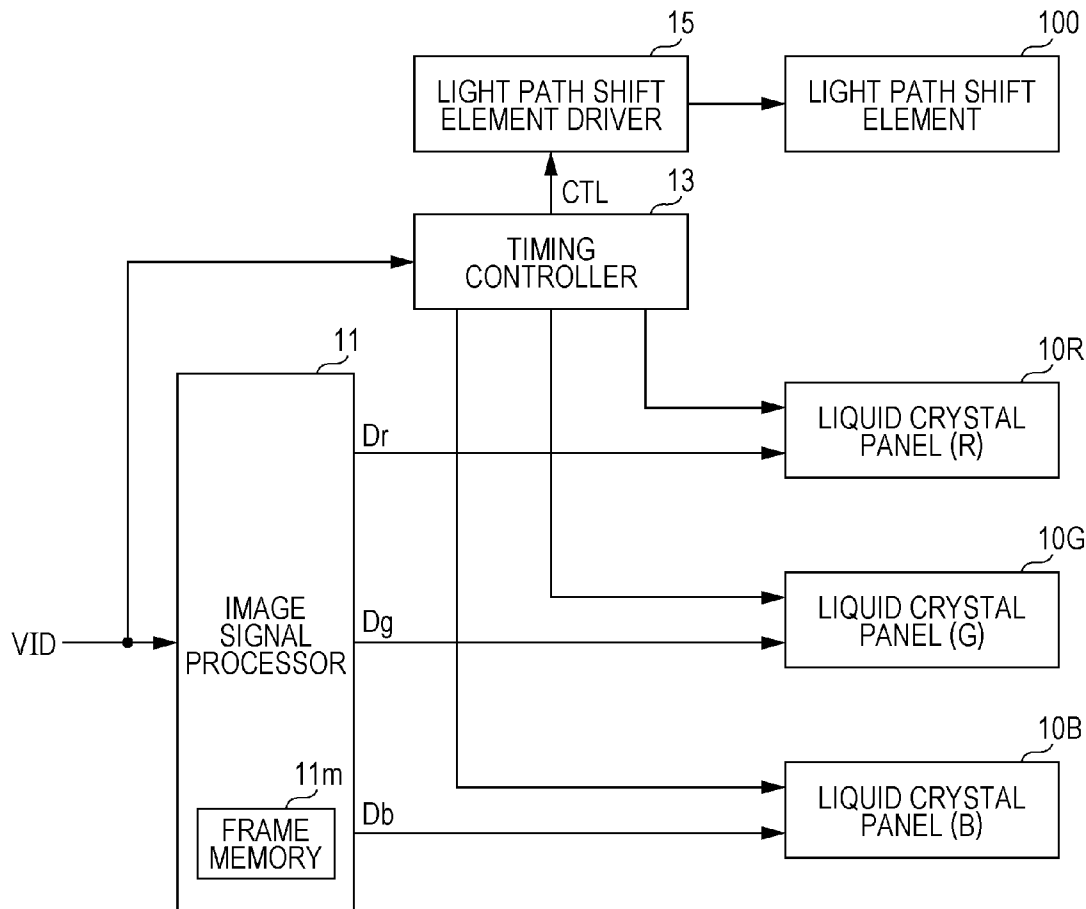 15
100
LIGHT PATH SHIFT
ELEMENT DRIVER
LIGHT PATH SHIFT
ELEMENT
CTL
13
TIMING
CONTROLLER
11
10R
Dr
LIQUID CRYSTAL
PANEL (R)
10G
VID
IMAGE
SIGNAL
PROCESSOR
Dg
LIQUID CRYSTAL
PANEL (G)
10B
11m
FRAME
MEMORY
Db
LIQUID CRYSTAL
PANEL (B)